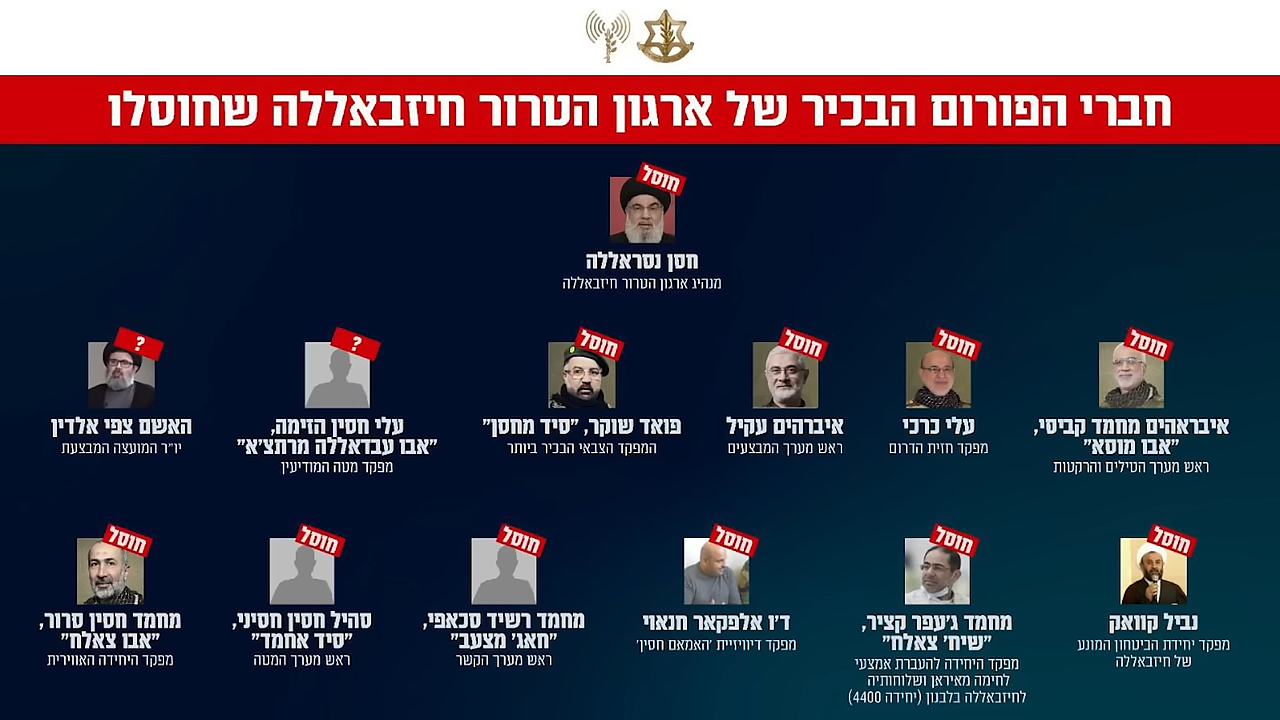 חברי הפורום הבכיר של ארגון הטרור חיזבאללה שחוסלו
חוסל
חסן נסראללה
מנהיג ארגון הטרור חיזבאללה
חוסל
איבראהים מחמד קביסי,
"אבו מוסא"
ראש מערך הטילים והרקטות
חוסל
עלי כרכי
מפקד חזית הדרום
חוסל
איברהים עקיל
ראש מערך המבצעים
חוסל
פואד שוקר, "סיד מחסן"
המפקד הצבאי הבכיר ביותר
?
עלי חסין הזימה,
"אבו עבדאללה מרתצ'א"
מפקד מטה המודיעין
?
האשם צפי אלדין
יו"ר המועצה המבצעת
חוסל
נביל קוואק
מפקד יחידת הביטחון המונע
של חיזבאללה
חוסל
מחמד ג'עפר קציר,
"שיח' צאלח"
מפקד היחידה להעברת אמצעי
לחימה מאיראן ושלוחותיה
לחיזבאללה בלבנון (יחידה 4400)
חוסל
ד'ו אלפקאר חנאוי
מפקד דיוויזיית 'האמאם חסין'
חוסל
מחמד רשיד סכאפי,
"חאג' מצעב"
ראש מערך הקשר
חוסל
סהיל חסין חסיני,
"סיד אחמד"
ראש מערך המטה
חוסל
מחמד חסין סרור,
"אבו צאלח"
מפקד היחידה האווירית